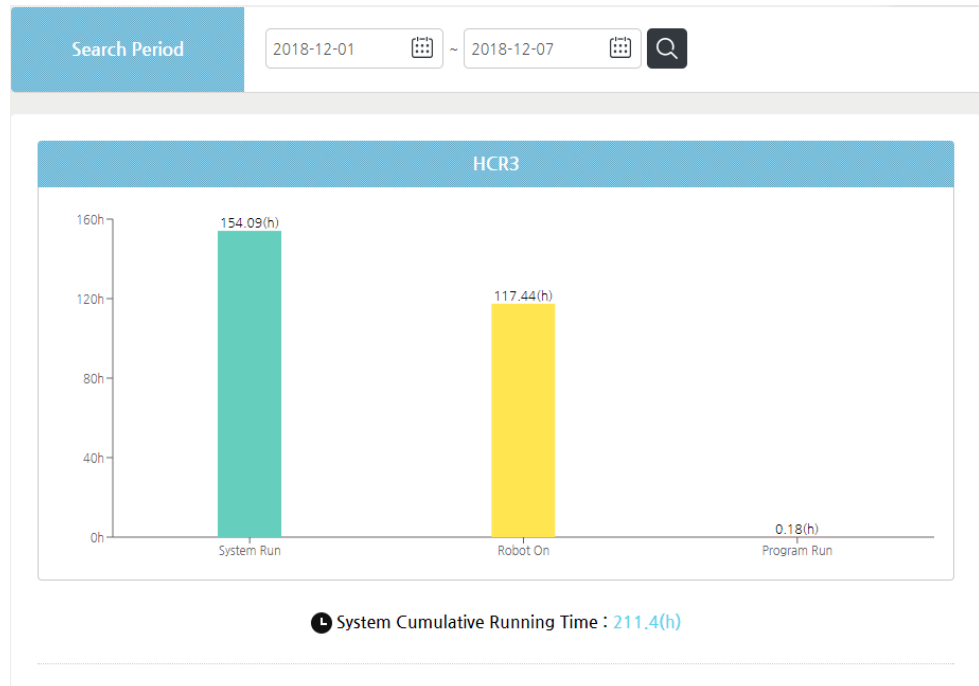 Search Period 2018-12-01 ~ 2018-12-07
HCR3
160h 154.09(h)
120h 117.44(h)
80h
40h
0h 0.18(h)
System Run Robot On Program Run
System Cumulative Running Time : 211.4(h)